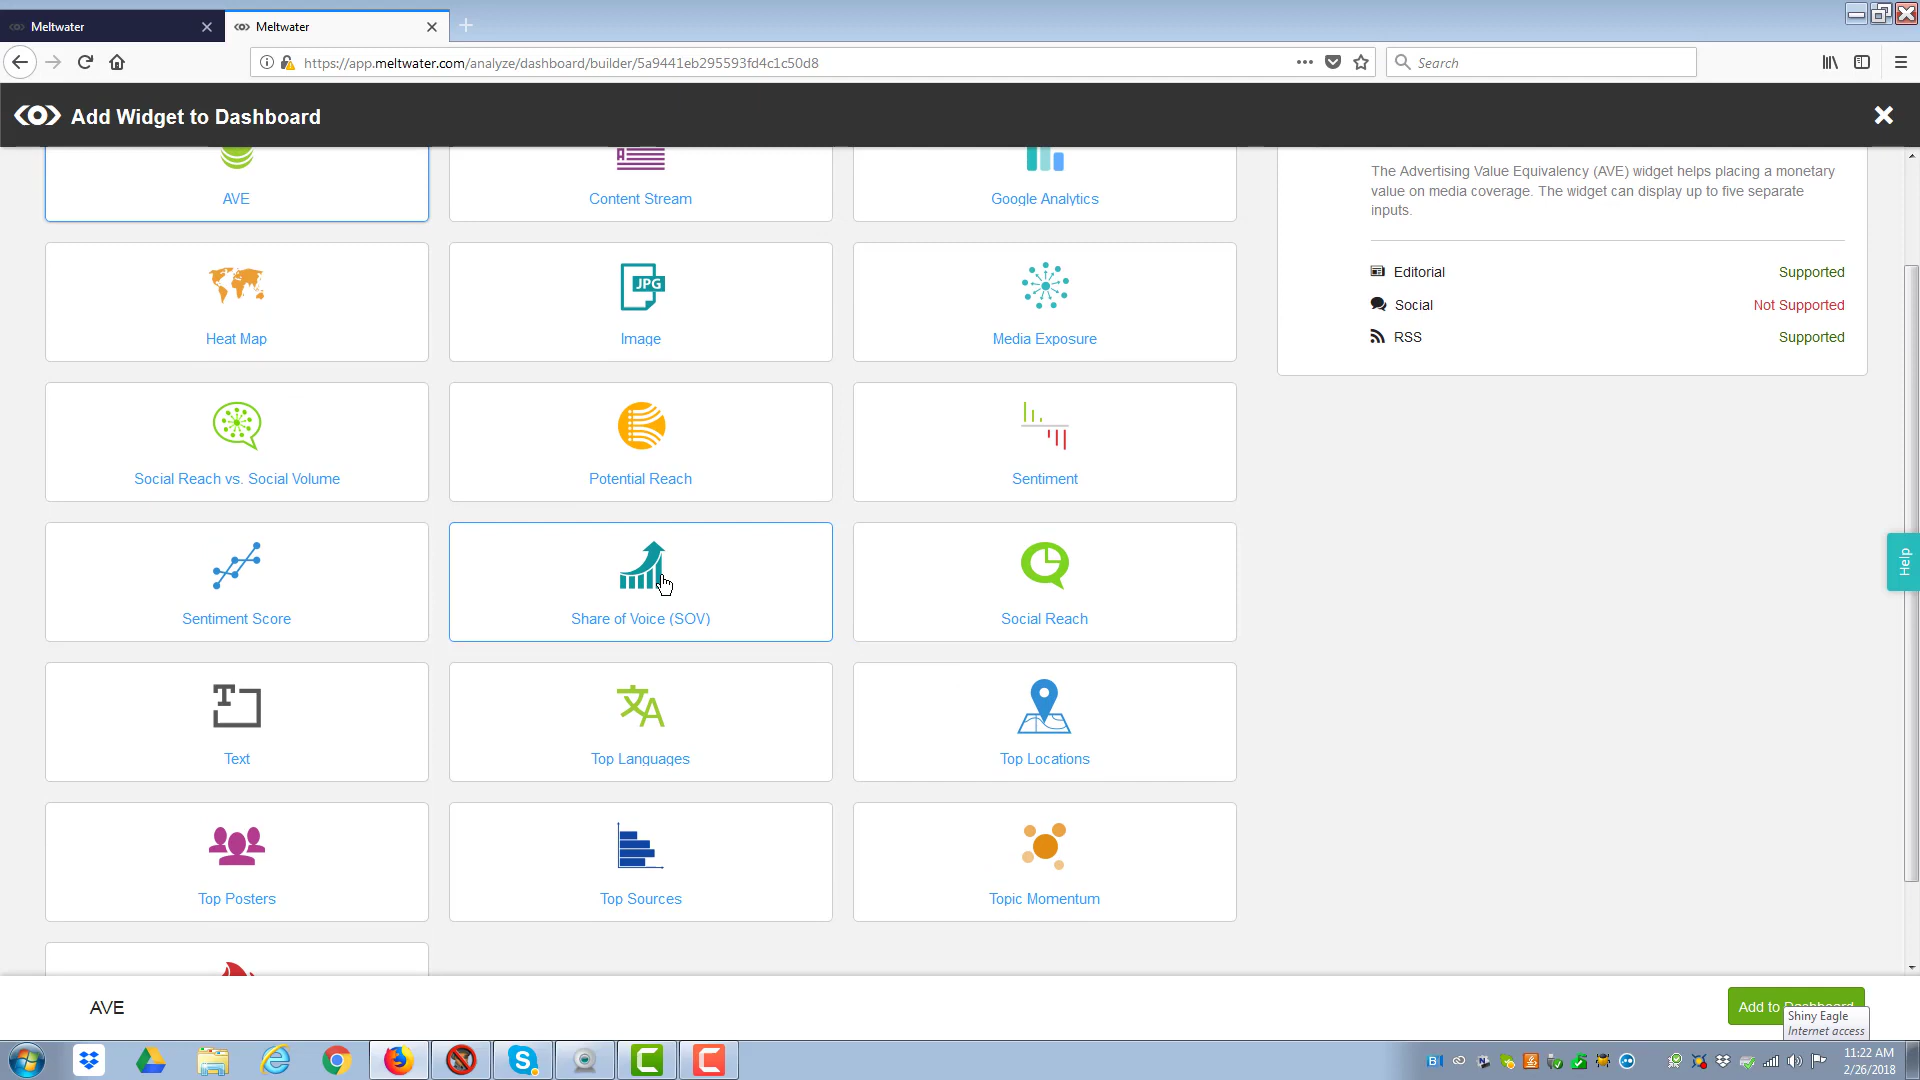 Meltwater
Meltwater
https://app.meltwater.com/analyze/dashboard/builder/5a9441eb295593fd4c1c50d8
Search
Add Widget to Dashboard
AVE
Content Stream
Google Analytics
The Advertising Value Equivalency (AVE) widget helps placing a monetary
value on media coverage. The widget can display up to five separate
inputs.
Editorial
Supported
Social
Not Supported
RSS
Supported
Heat Map
JPG
Image
Media Exposure
Social Reach vs. Social Volume
Potential Reach
Sentiment
Sentiment Score
Share of Voice (SOV)
Social Reach
Help
T
Text
文A
Top Languages
Top Locations
Top Posters
Top Sources
Topic Momentum
AVE
Add to Dashboard
Shiny Eagle
Internet access
11:22 AM
2/26/2018